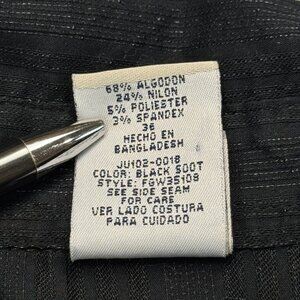 68% ALGODON
24% NILON
5% POLIESTER
3% SPANDEX
36
HECHO EN
BANGLADESH
JU102-0018
COLOR: BLACK SOOT
STYLE: FGW35108
SEE SIDE SEAM
FOR CARE
VER LADO COSTURA
PARA CUIDADO